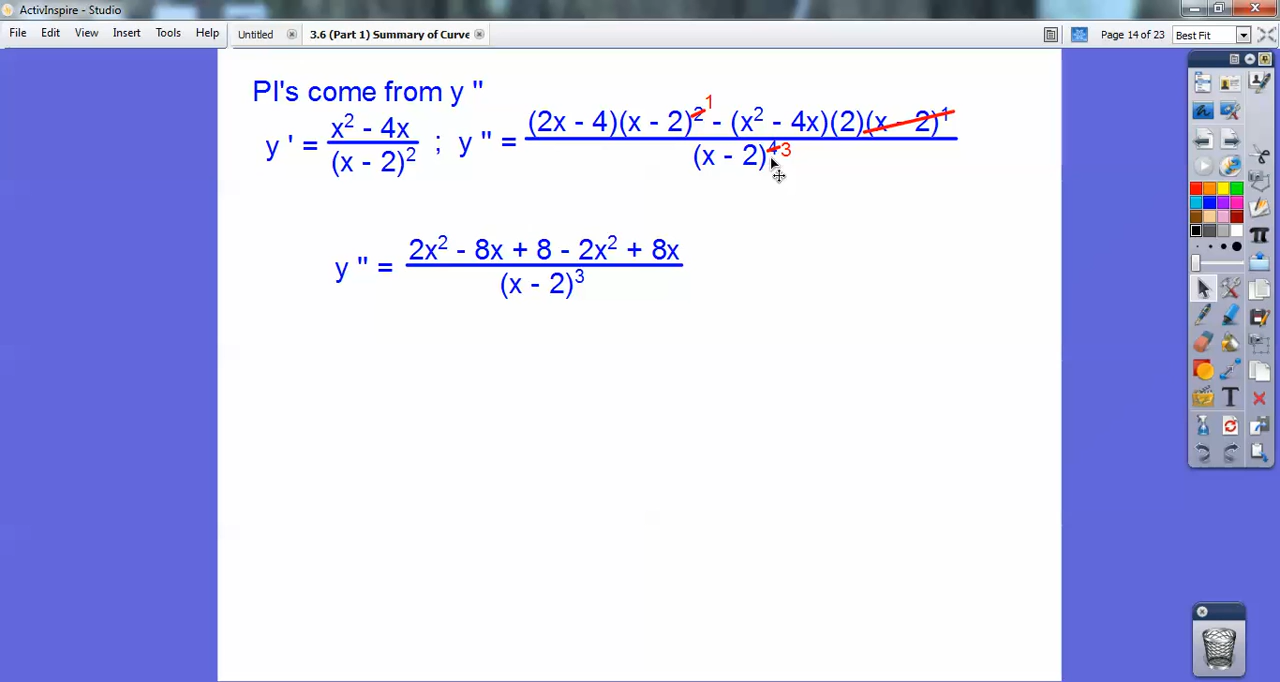 ActivInspire - Studio
File Edit View Insert Tools Help Untitled 3.6 (Part 1) Summary of Curve Page 14 of 23 Best Fit
PI's come from y "
y ' = x² - 4x / (x - 2)² ; y " = (2x - 4)(x - 2)² 1 - (x² - 4x)(2)(x - 2)¹ / (x - 2)⁴ 3
y " = 2x² - 8x + 8 - 2x² + 8x / (x - 2)³